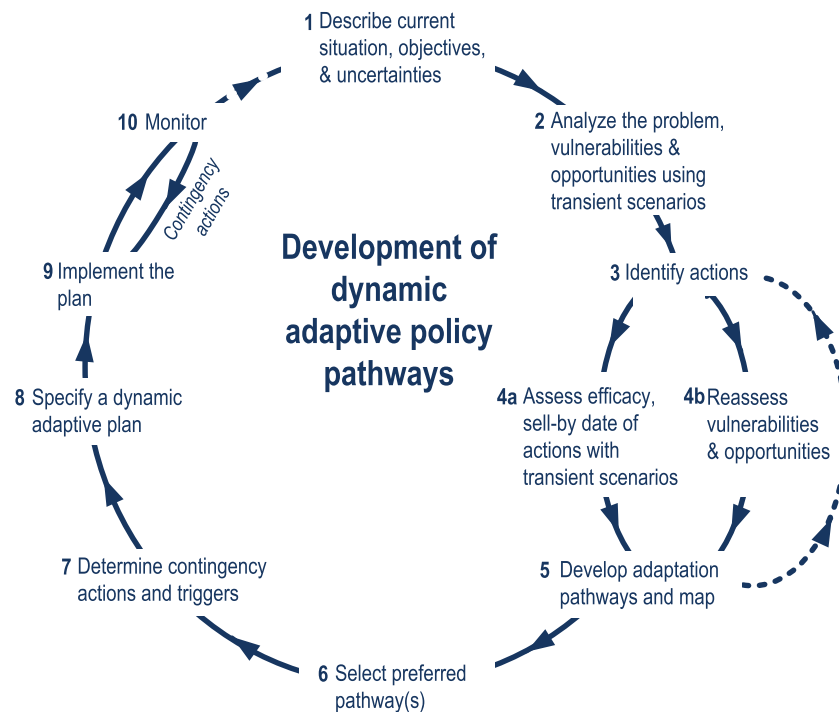 1 Describe current
situation, objectives,
& uncertainties
2 Analyze the problem,
vulnerabilities &
opportunities using
transient scenarios
3 Identify actions
4a Assess efficacy,
sell-by date of
actions with
transient scenarios
4b Reassess
vulnerabilities
& opportunities
5 Develop adaptation
pathways and map
6 Select preferred
pathway(s)
7 Determine contingency
actions and triggers
8 Specify a dynamic
adaptive plan
9 Implement the
plan
10 Monitor
Contingency
actions
Development of
dynamic
adaptive policy
pathways